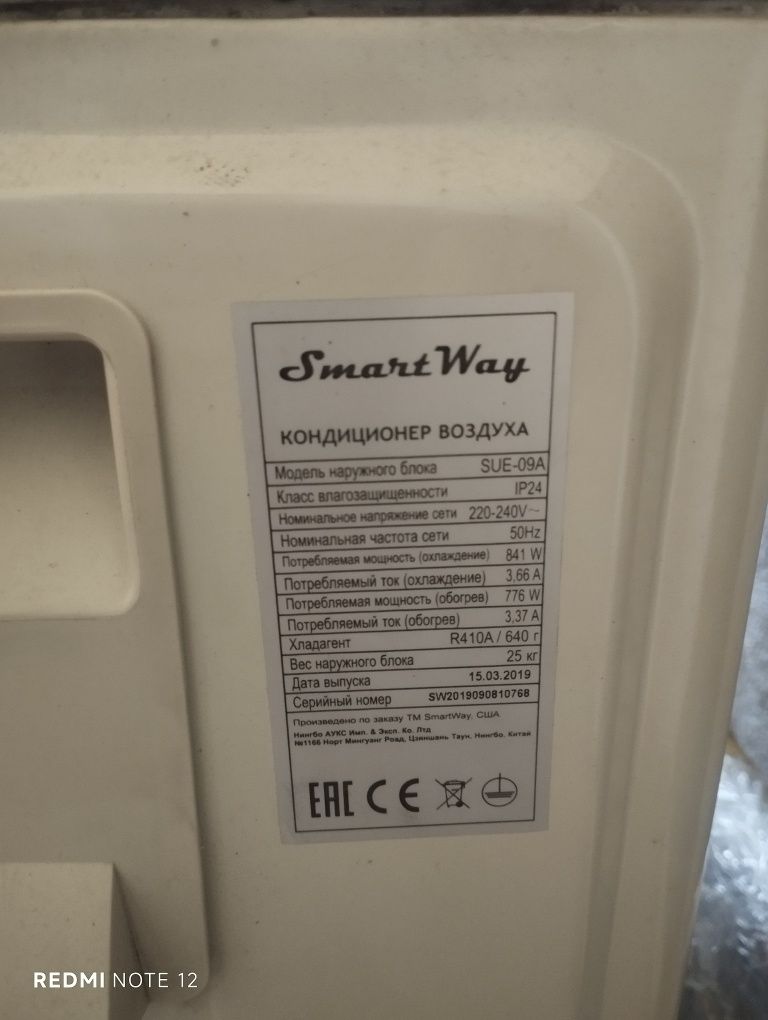 SmartWay
КОНДИЦИОНЕР ВОЗДУХА
Модель наружного блока SUE-09A
Класс влагозащищенности IP24
Номинальное напряжение сети 220-240V~
Номинальная частота сети 50Hz
Потребляемая мощность (охлаждение) 841 W
Потребляемый ток (охлаждение) 3,66 A
Потребляемая мощность (обогрев) 776 W
Потребляемый ток (обогрев) 3,37 A
Хладагент R410A / 640 г
Вес наружного блока 25 кг
Дата выпуска 15.03.2019
Серийный номер SW2019090810768
Произведено по заказу ТМ SmartWay, США
Нингбо АУКС Имп. & Эксп. Ко. Лтд
№1166 Норт Мингуанг Роад, Цзяншань Таун, Нингбо, Китай
EAC CE
REDMI NOTE 12